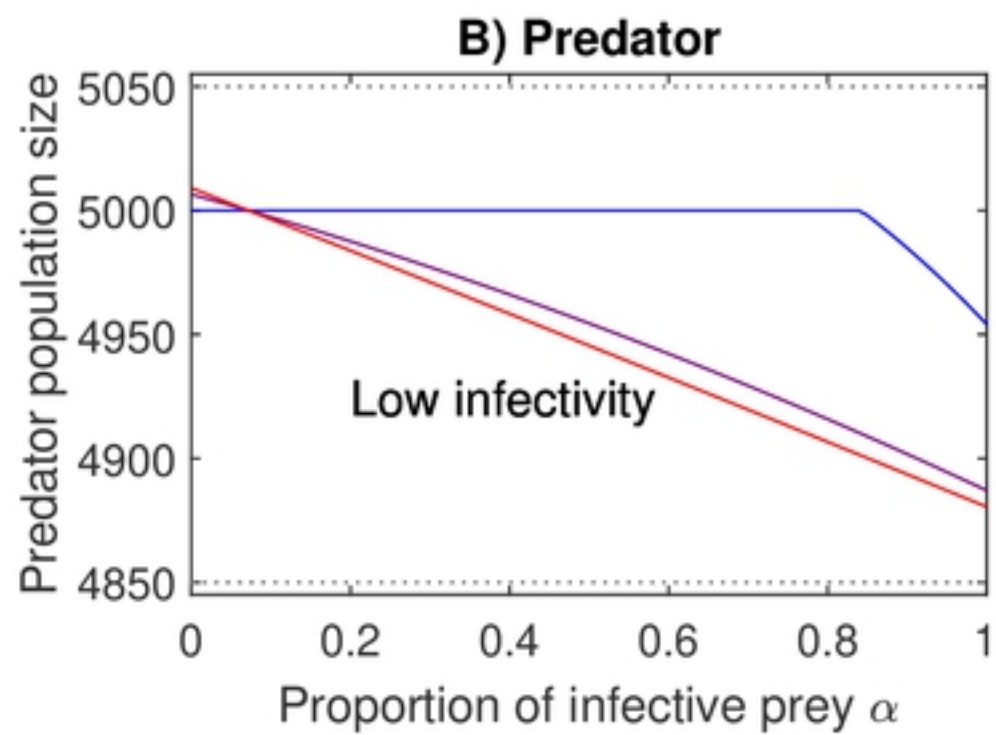 B) Predator
Predator population size
5050
5000
4950
4900
4850
Low infectivity
0 0.2 0.4 0.6 0.8 1
Proportion of infective prey α